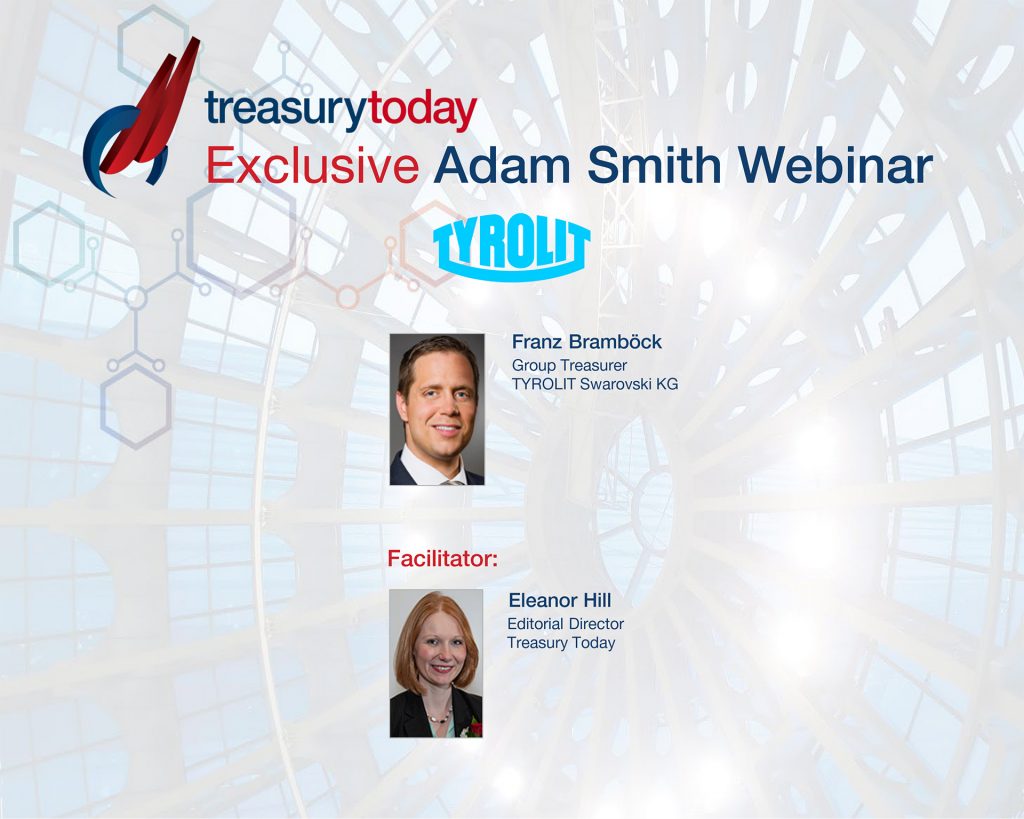 treasurytoday
Exclusive Adam Smith Webinar
TYROLIT
Franz Bramböck
Group Treasurer
TYROLIT Swarovski KG
Facilitator:
Eleanor Hill
Editorial Director
Treasury Today